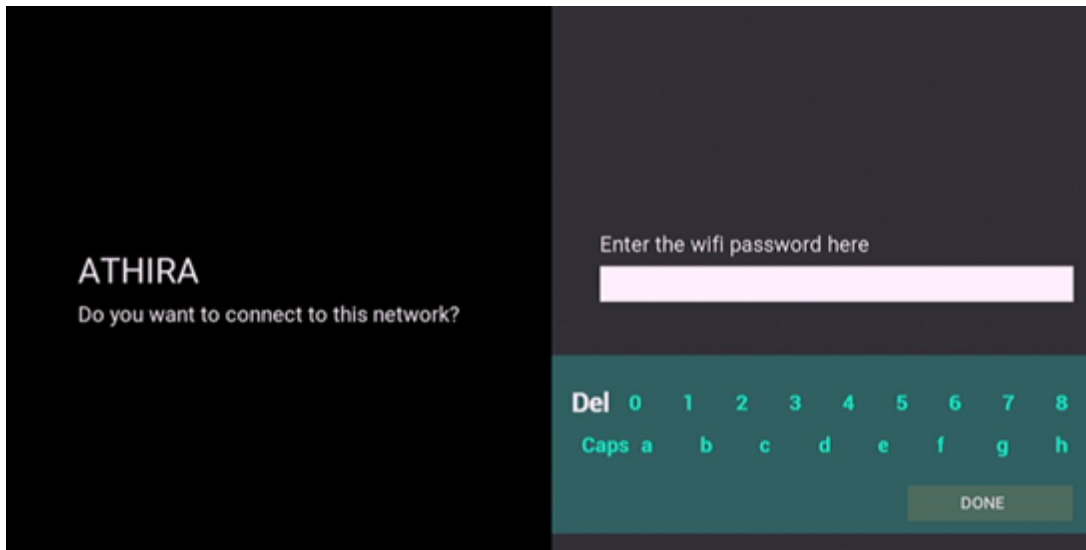 ATHIRA
Do you want to connect to this network?
Enter the wifi password here
Del 0 1 2 3 4 5 6 7 8
Caps a b c d e f g h
DONE